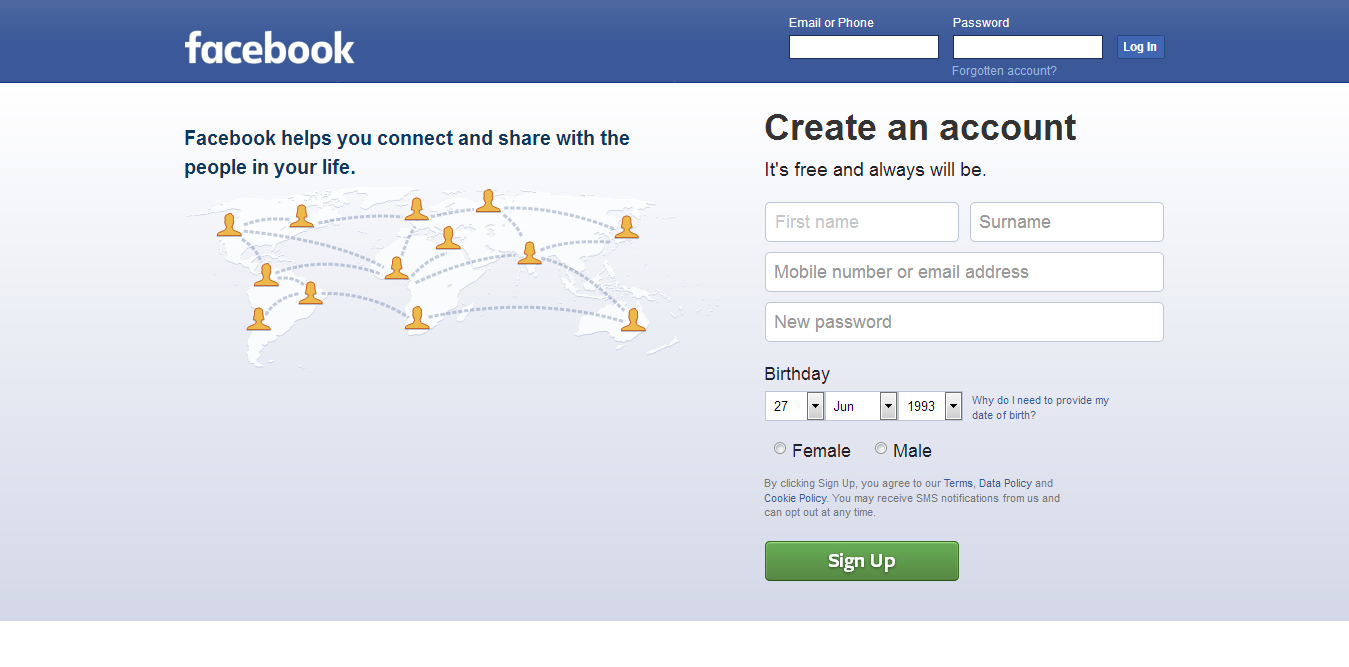 facebook
Email or Phone
Password
Log In
Forgotten account?
Facebook helps you connect and share with the
people in your life.
Create an account
It's free and always will be.
First name
Surname
Mobile number or email address
New password
Birthday
27
Jun
1993
Why do I need to provide my
date of birth?
Female
Male
By clicking Sign Up, you agree to our Terms, Data Policy and
Cookie Policy. You may receive SMS notifications from us and
can opt out at any time.
Sign Up